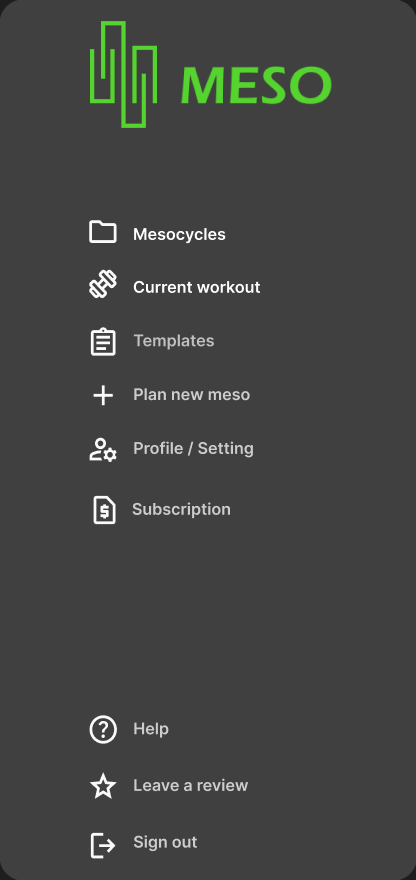 MESO
Mesocycles
Current workout
Templates
Plan new meso
Profile / Setting
Subscription
Help
Leave a review
Sign out